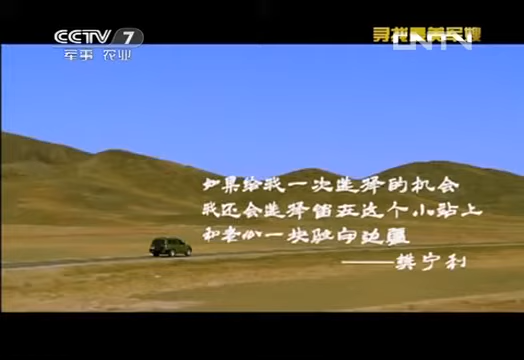 CCTV 7
军事 农业
寻找最美军嫂
CNTV
如果给我一次选择的机会
我还会选择留在这个小站上
和老公一块驻守边疆
——樊宁利